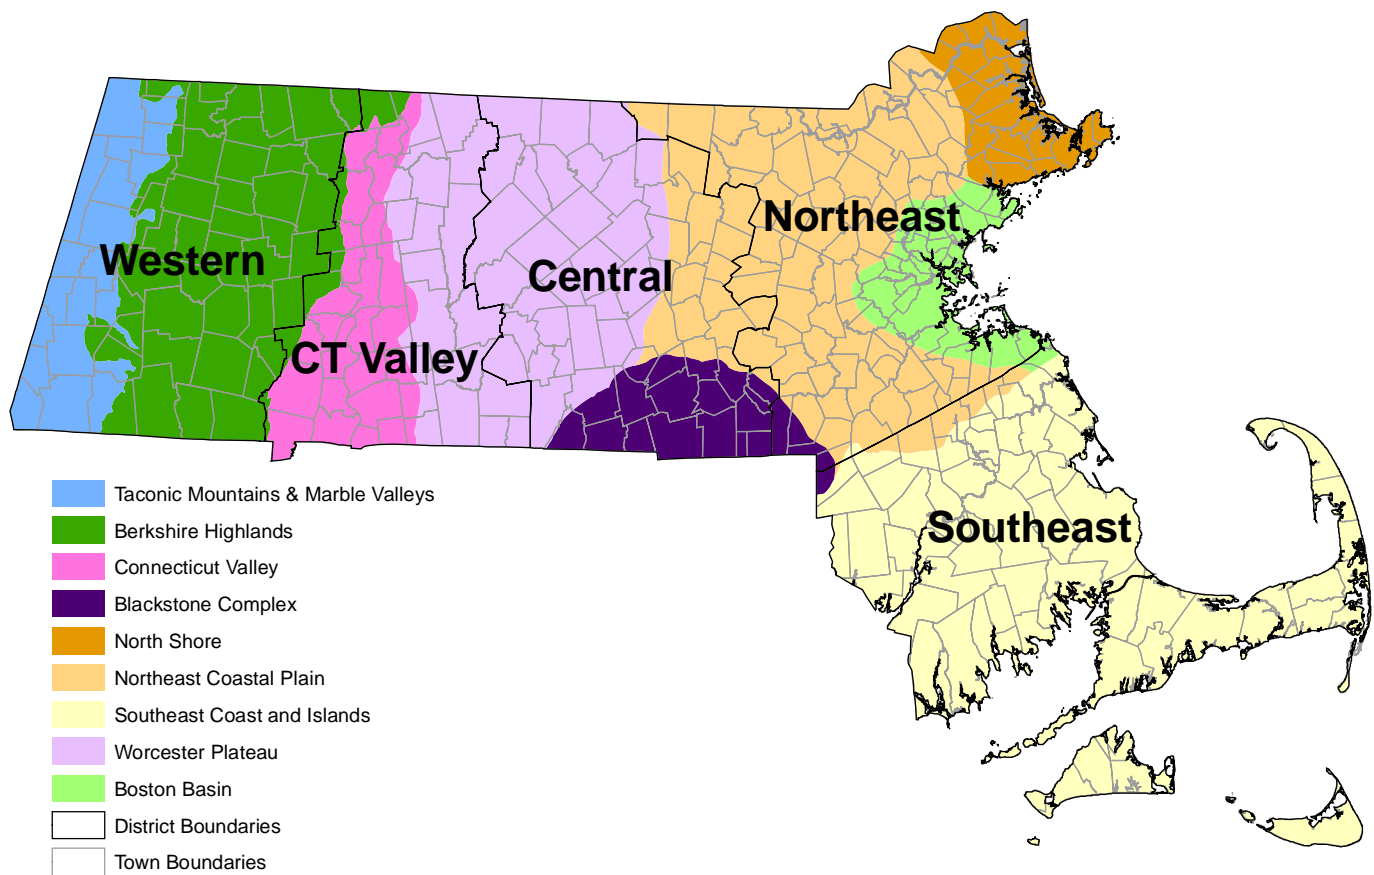 Northeast
Western
Central
CT Valley
Southeast
Taconic Mountains & Marble Valleys
Berkshire Highlands
Connecticut Valley
Blackstone Complex
North Shore
Northeast Coastal Plain
Southeast Coast and Islands
Worcester Plateau
Boston Basin
District Boundaries
Town Boundaries